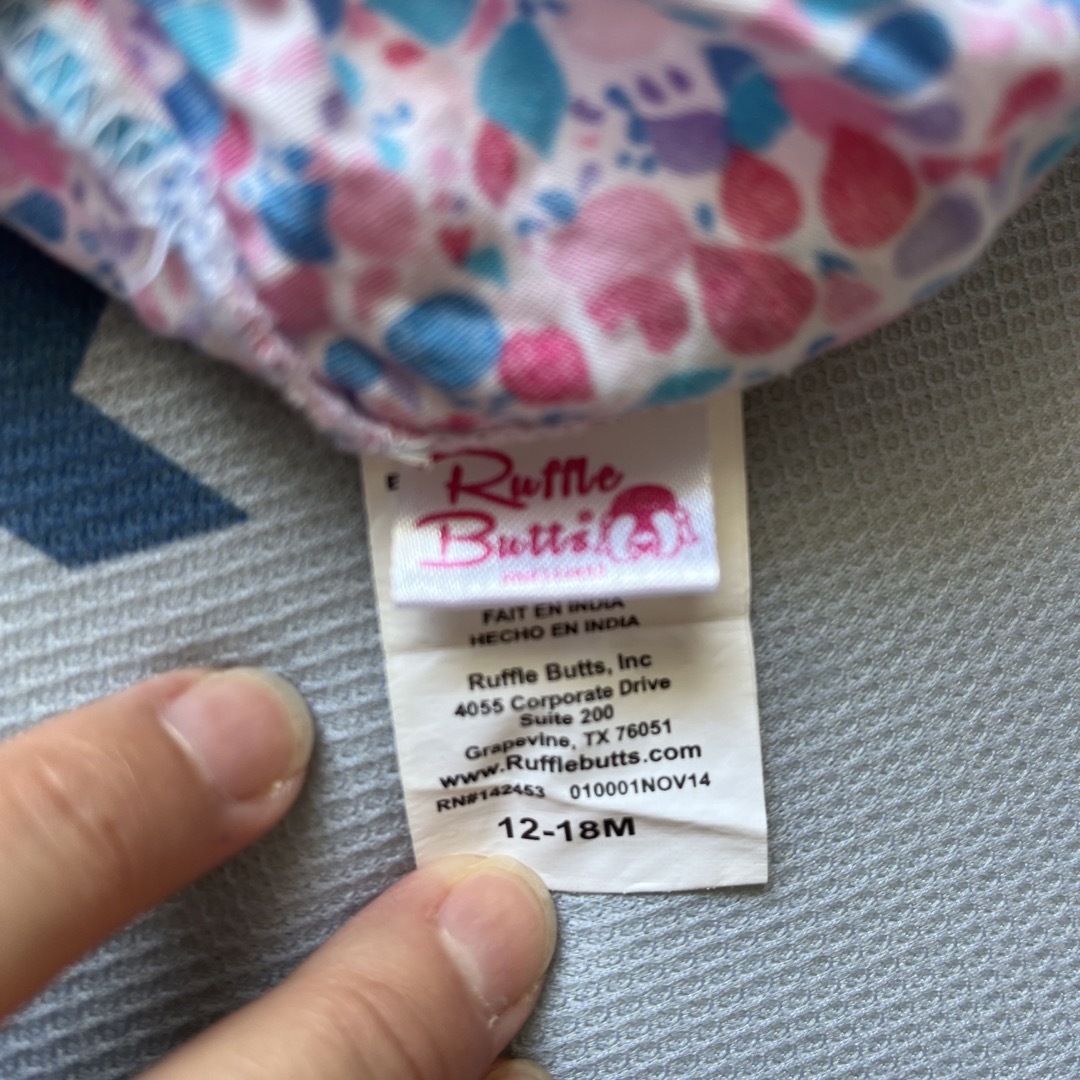 E
Ruffle
Butts®
FAIT EN INDIA
HECHO EN INDIA
Ruffle Butts, Inc
4055 Corporate Drive
Suite 200
Grapevine, TX 76051
www.Rufflebutts.com
RN#142453 010001NOV14
12-18M